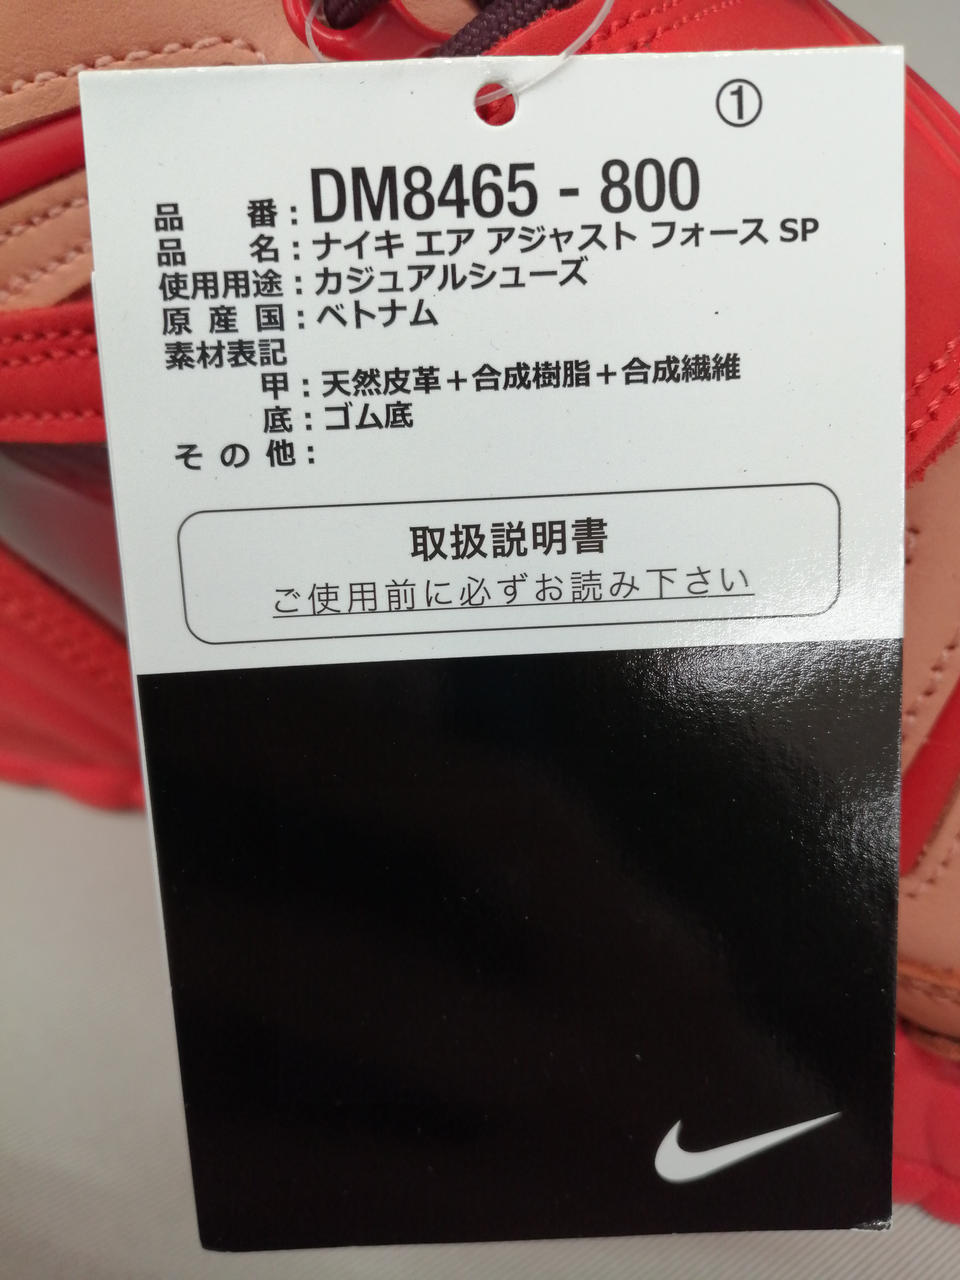 ①
品番：DM8465 - 800
品名：ナイキ エア アジャスト フォース SP
使用用途：カジュアルシューズ
原産国：ベトナム
素材表記
甲：天然皮革＋合成樹脂＋合成繊維
底：ゴム底
その他：
取扱説明書
ご使用前に必ずお読み下さい